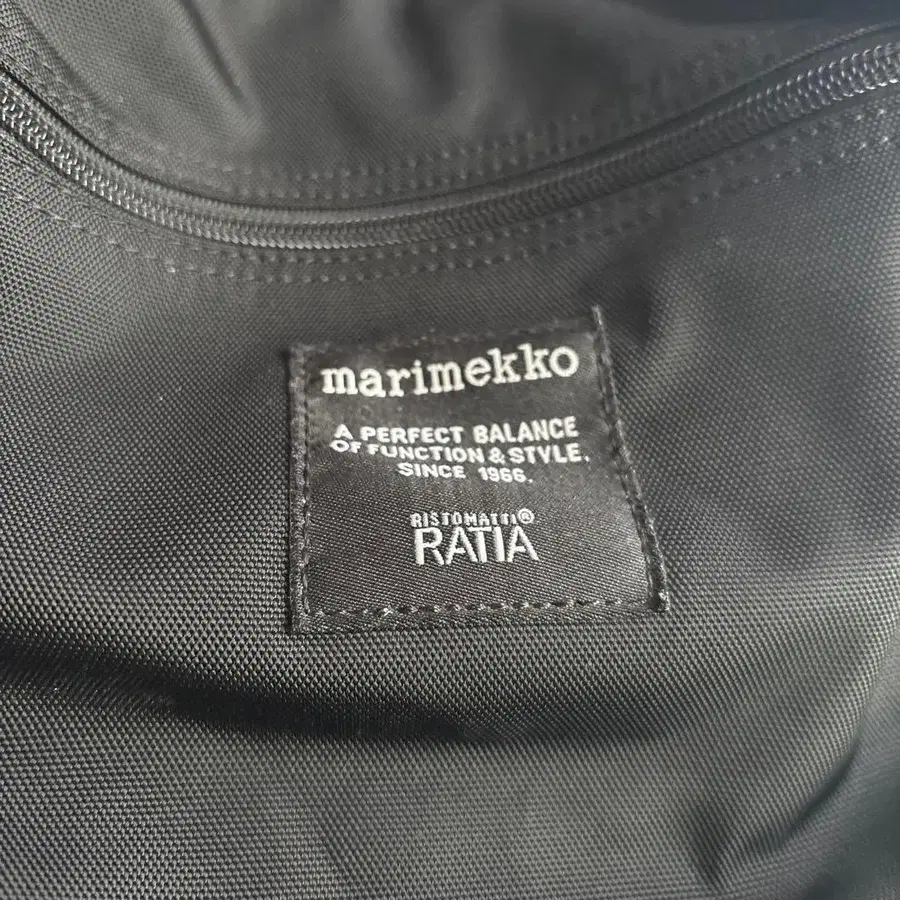 marimekko
A PERFECT BALANCE
OF FUNCTION & STYLE.
SINCE 1966.
RISTOMATTI®
RATIA